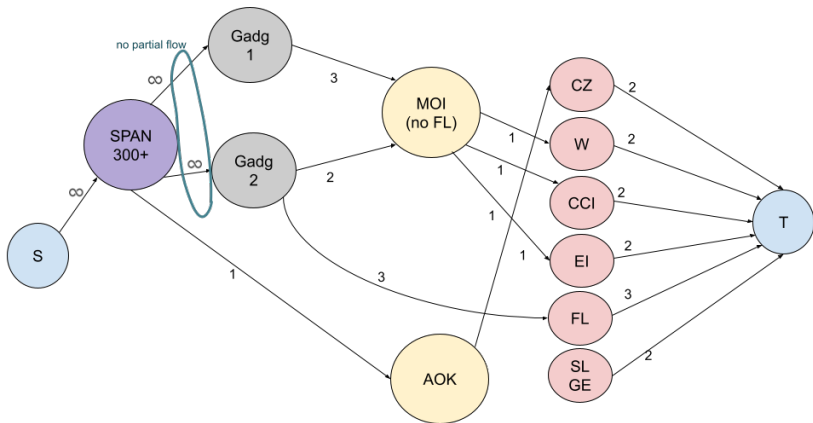 no partial flow
Gadg
1
∞
3
CZ
2
MOI
(no FL)
SPAN
300+
1
W
2
∞
Gadg
2
2
1
CCI
2
∞
1
T
S
1
EI
2
1
3
FL
3
AOK
SL
GE
2